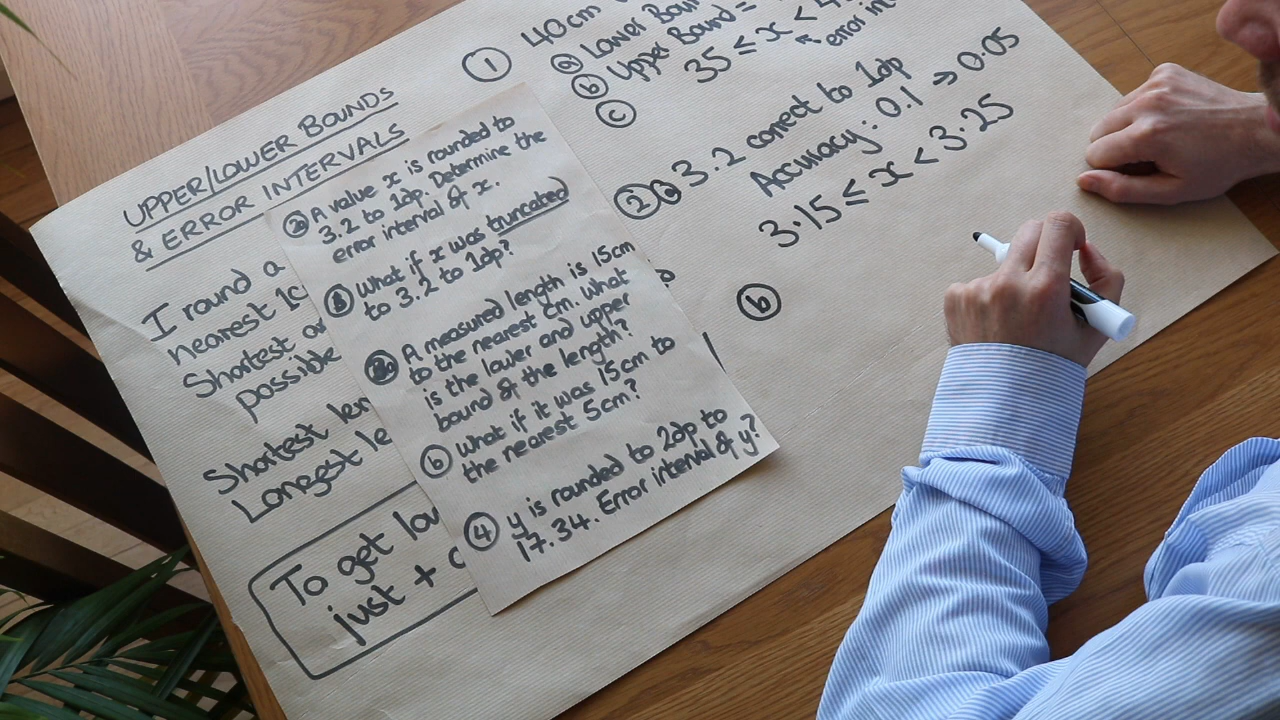 UPPER/LOWER BOUNDS
& ERROR INTERVALS
I round a
nearest 10
Shortest
possible
Shortest
Longest
To get
just +
2a A value x is rounded to
3.2 to 1dp. Determine the
error interval of x.
b What if x was truncated
to 3.2 to 1dp?
3a A measured length is 15cm
to the nearest cm. What
is the lower and upper
bound of the length?
b What if it was 15cm to
the nearest 5cm?
4 y is rounded to 2dp to
17.34. Error interval of y?
1 40cm
a Lower
b Upper Bound =
c 35 ≤ x < 4
error in
2 a 3.2 correct to 1dp
Accuracy: 0.1 ⇒ 0.05
3.15 ≤ x < 3.25
b